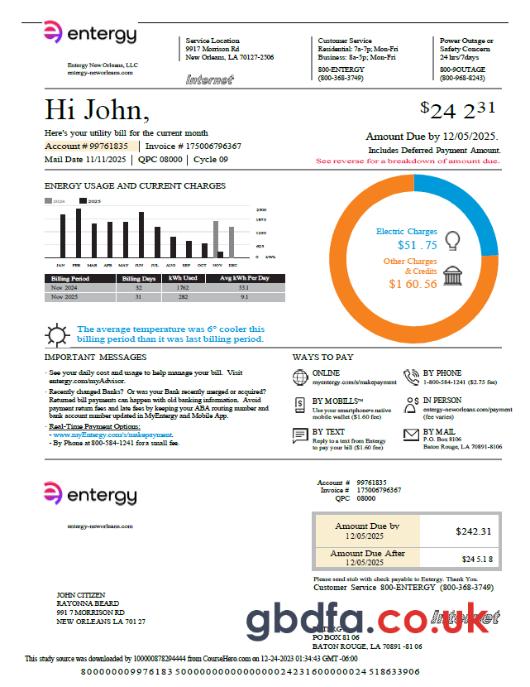 entergy
Entergy New Orleans, LLC
entergy-neworleans.com
Service Location
9917 Morrison Rd
New Orleans, LA 70127-2306
Internet
Customer Service
Residential: 7a-7p; Mon-Fri
Business: 8a-5p; Mon-Fri
800-ENTERGY
(800-368-3749)
Power Outage or
Safety Concern
24 hrs/7days
800-9OUTAGE
(800-968-8243)
Hi John,
Here's your utility bill for the current month
Account # 99761835 | Invoice # 175006796367
Mail Date 11/11/2025 | QPC 08000 | Cycle 09
$24 2 31
Amount Due by 12/05/2025.
Includes Deferred Payment Amount.
See reverse for a breakdown of amount due.
ENERGY USAGE AND CURRENT CHARGES
2024 2025
JAN FEB MAR APR MAY JUN JUL AUG SEP OCT NOV DEC 0 kWh
Billing Period Billing Days kWh Used Avg kWh Per Day
Nov 2024 32 1762 55.1
Nov 2025 31 282 9.1
Electric Charges
$51 . 75
Other Charges
& Credits
$1 60. 56
The average temperature was 6° cooler this
billing period than it was last billing period.
IMPORTANT MESSAGES
- See your daily cost and usage to help manage your bill. Visit
entergy.com/myAdvisor.
- Recently changed Banks? Or was your Bank recently merged or acquired?
Returned bill payments can happen with old banking information. Avoid
payment return fees and late fees by keeping your ABA routing number and
bank account number updated in MyEntergy and Mobile App.
- Real-Time Payment Options:
- www.myEntergy.com/s/makepayment.
- By Phone at 800-584-1241 for a small fee.
WAYS TO PAY
ONLINE
myentergy.com/s/makepayment
BY PHONE
1-800-584-1241 ($2.75 fee)
BY MOBILLS™
Use your smartphone's native
mobile wallet ($1.60 fee)
IN PERSON
entergy-neworleans.com/payment
(fee varies)
BY TEXT
Reply to a text from Entergy
to pay your bill ($1.60 fee)
BY MAIL
P.O. Box 8106
Baton Rouge, LA 70891-8106
entergy
entergy-neworleans.com
Account # 99761835
Invoice # 175006796367
QPC 08000
Amount Due by
12/05/2025
$242.31
Amount Due After
12/05/2025
$24 5.1 8
Please send stub with check payable to Entergy. Thank You.
Customer Service 800-ENTERGY (800-368-3749)
JOHN CITIZEN
RAYONNA BEARD
991 7 MORRISON RD
NEW ORLEANS, LA 701 27
Internet
gbdfa.co.uk
PO BOX 81 06
BATON ROUGE, LA 70891 -81 06
This study source was downloaded by 100000878294444 from CourseHero.com on 12-24-2023 01:34:43 GMT -06:00